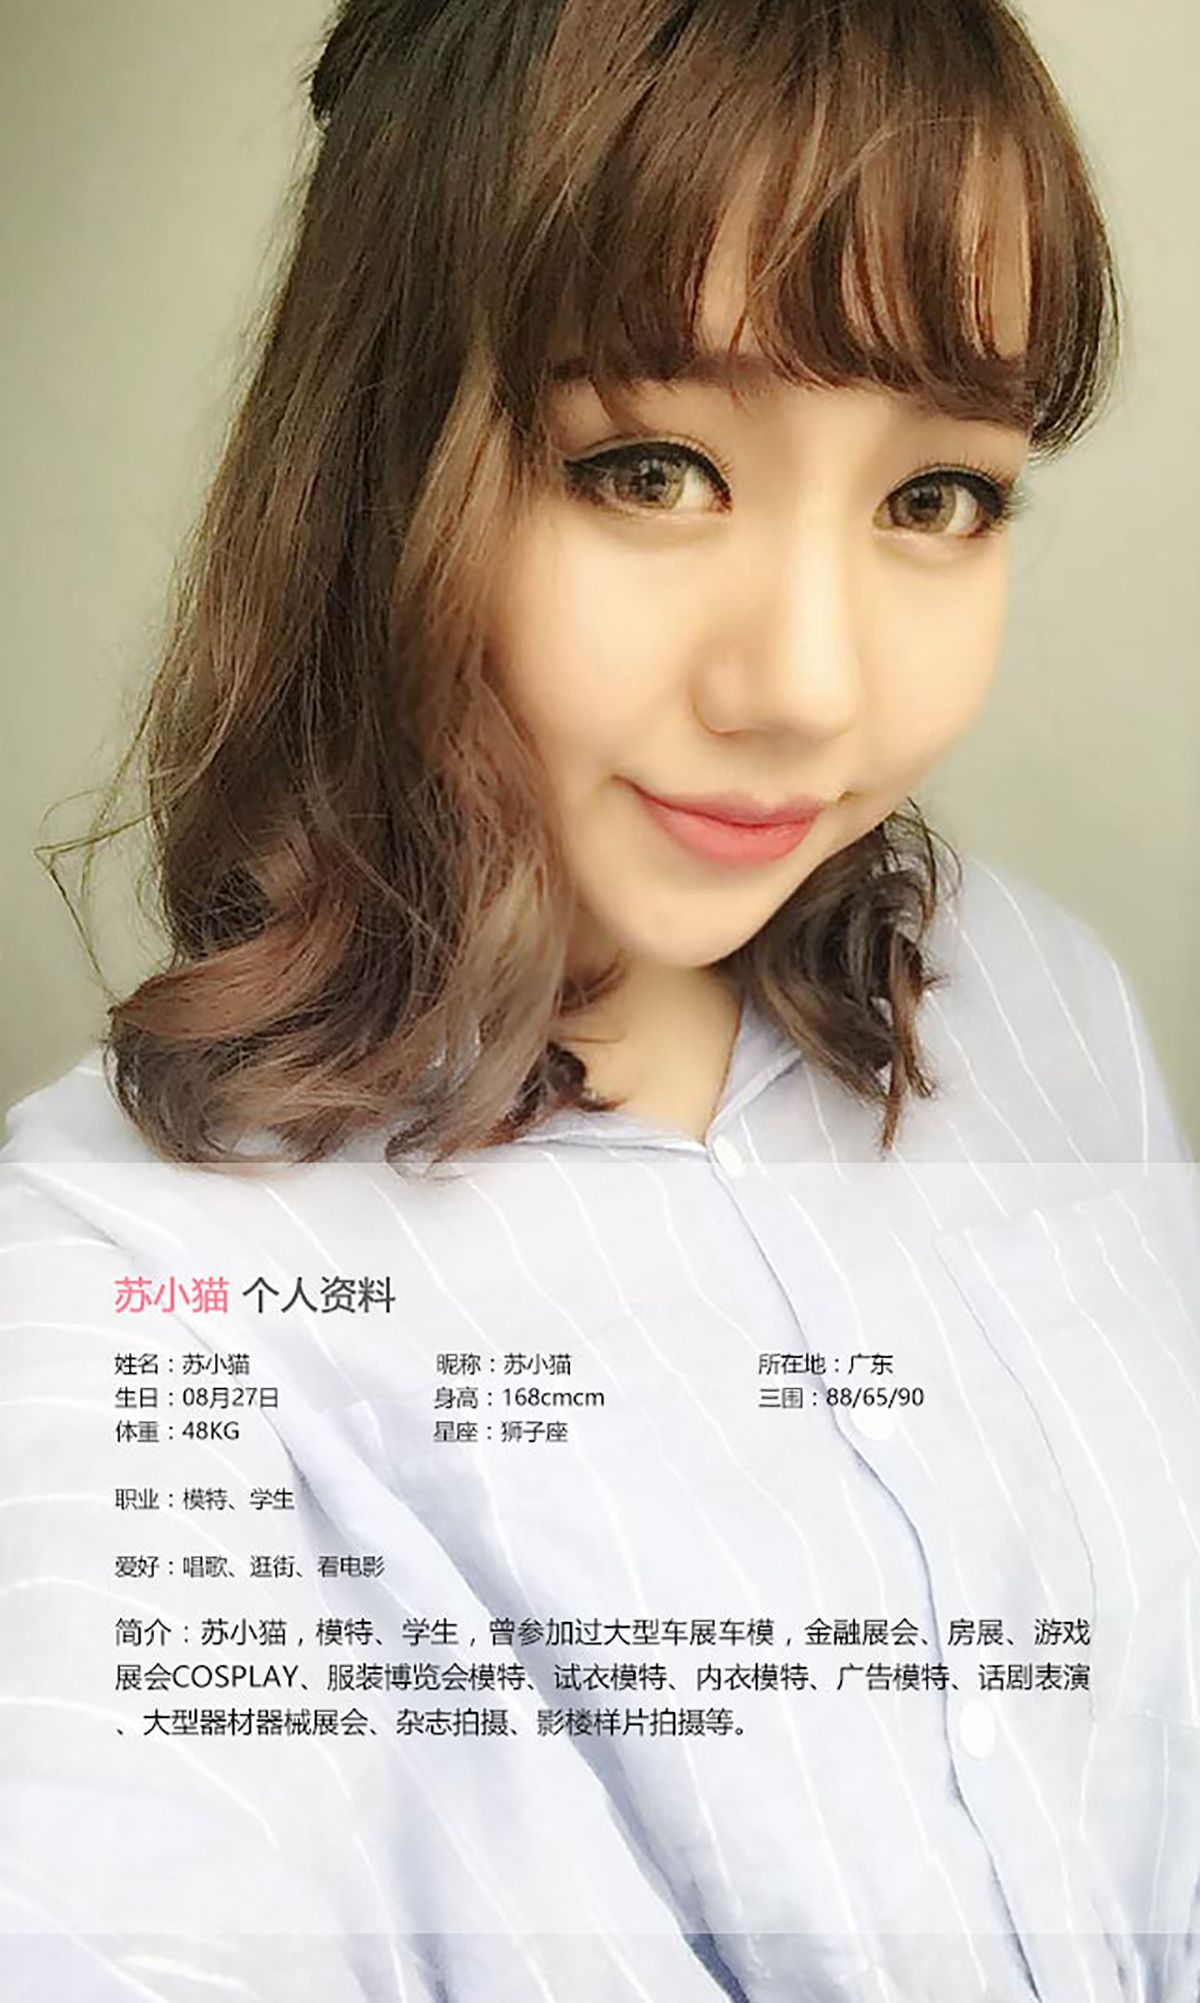 苏小猫 个人资料
姓名：苏小猫 昵称：苏小猫 所在地：广东
生日：08月27日 身高：168cmcm 三围：88/65/90
体重：48KG 星座：狮子座
职业：模特、学生
爱好：唱歌、逛街、看电影
简介：苏小猫，模特、学生，曾参加过大型车展车模，金融展会、房展、游戏
展会COSPLAY、服装博览会模特、试衣模特、内衣模特、广告模特、话剧表演
、大型器材器械展会、杂志拍摄、影楼样片拍摄等。